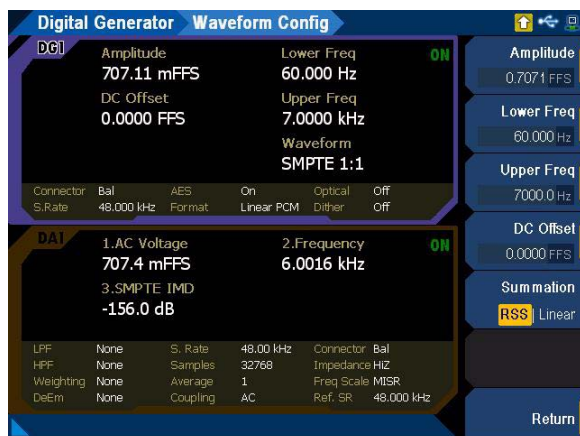 Digital Generator Waveform Config
DG1
Amplitude Lower Freq ON
707.11 mFFS 60.000 Hz
DC Offset Upper Freq
0.0000 FFS 7.0000 kHz
Waveform
SMPTE 1:1
Connector Bal AES On Optical Off
S.Rate 48.000 kHz Format Linear PCM Dither Off
DA1
1.AC Voltage 2.Frequency ON
707.4 mFFS 6.0016 kHz
3.SMPTE IMD
-156.0 dB
LPF None S. Rate 48.00 kHz Connector Bal
HPF None Samples 32768 Impedance HiZ
Weighting None Average 1 Freq Scale MISR
DeEm None Coupling AC Ref. SR 48.000 kHz
Amplitude
0.7071 FFS
Lower Freq
60.000 Hz
Upper Freq
7000.0 Hz
DC Offset
0.0000 FFS
Summation
RSS | Linear
Return